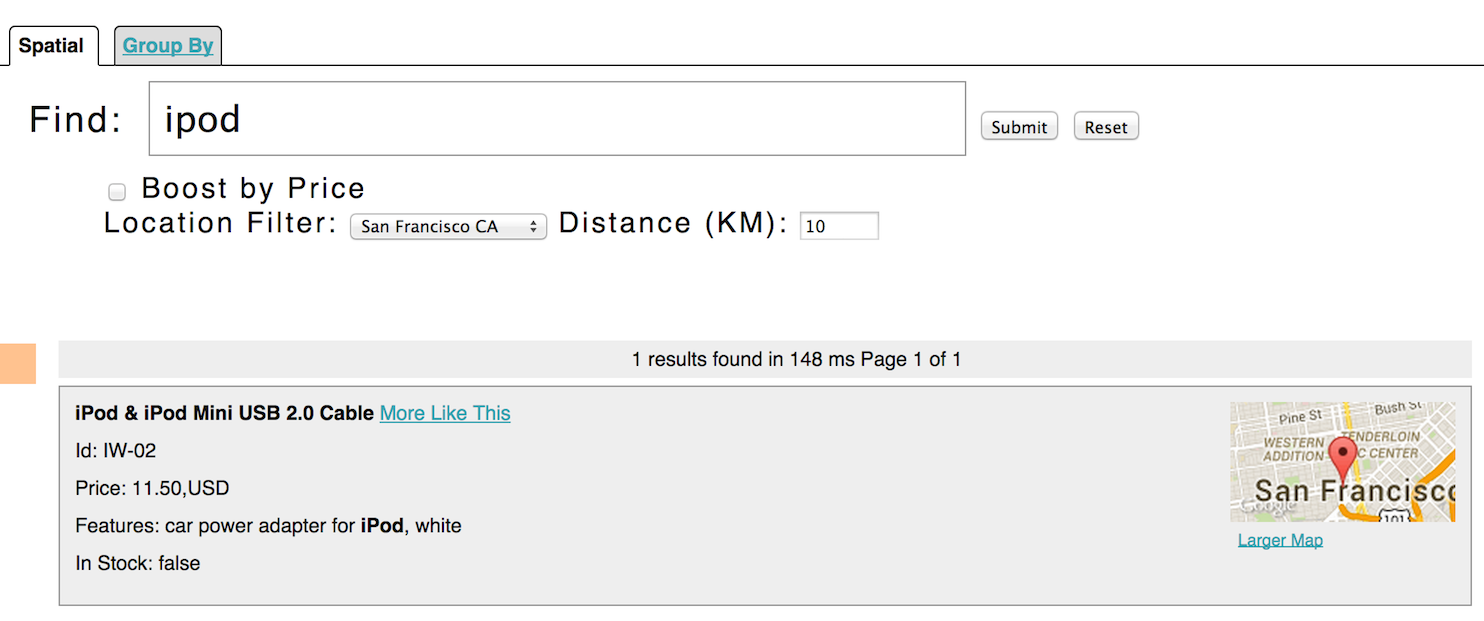 Spatial Group By
Find: ipod Submit Reset
Boost by Price
Location Filter: San Francisco CA Distance (KM): 10
1 results found in 148 ms Page 1 of 1
iPod & iPod Mini USB 2.0 Cable More Like This
Id: IW-02
Price: 11.50,USD
Features: car power adapter for iPod, white
In Stock: false
Pine St Bush St
WESTERN TENDERLOIN
ADDITION C CENTER
San Francisco
Google
101
Larger Map